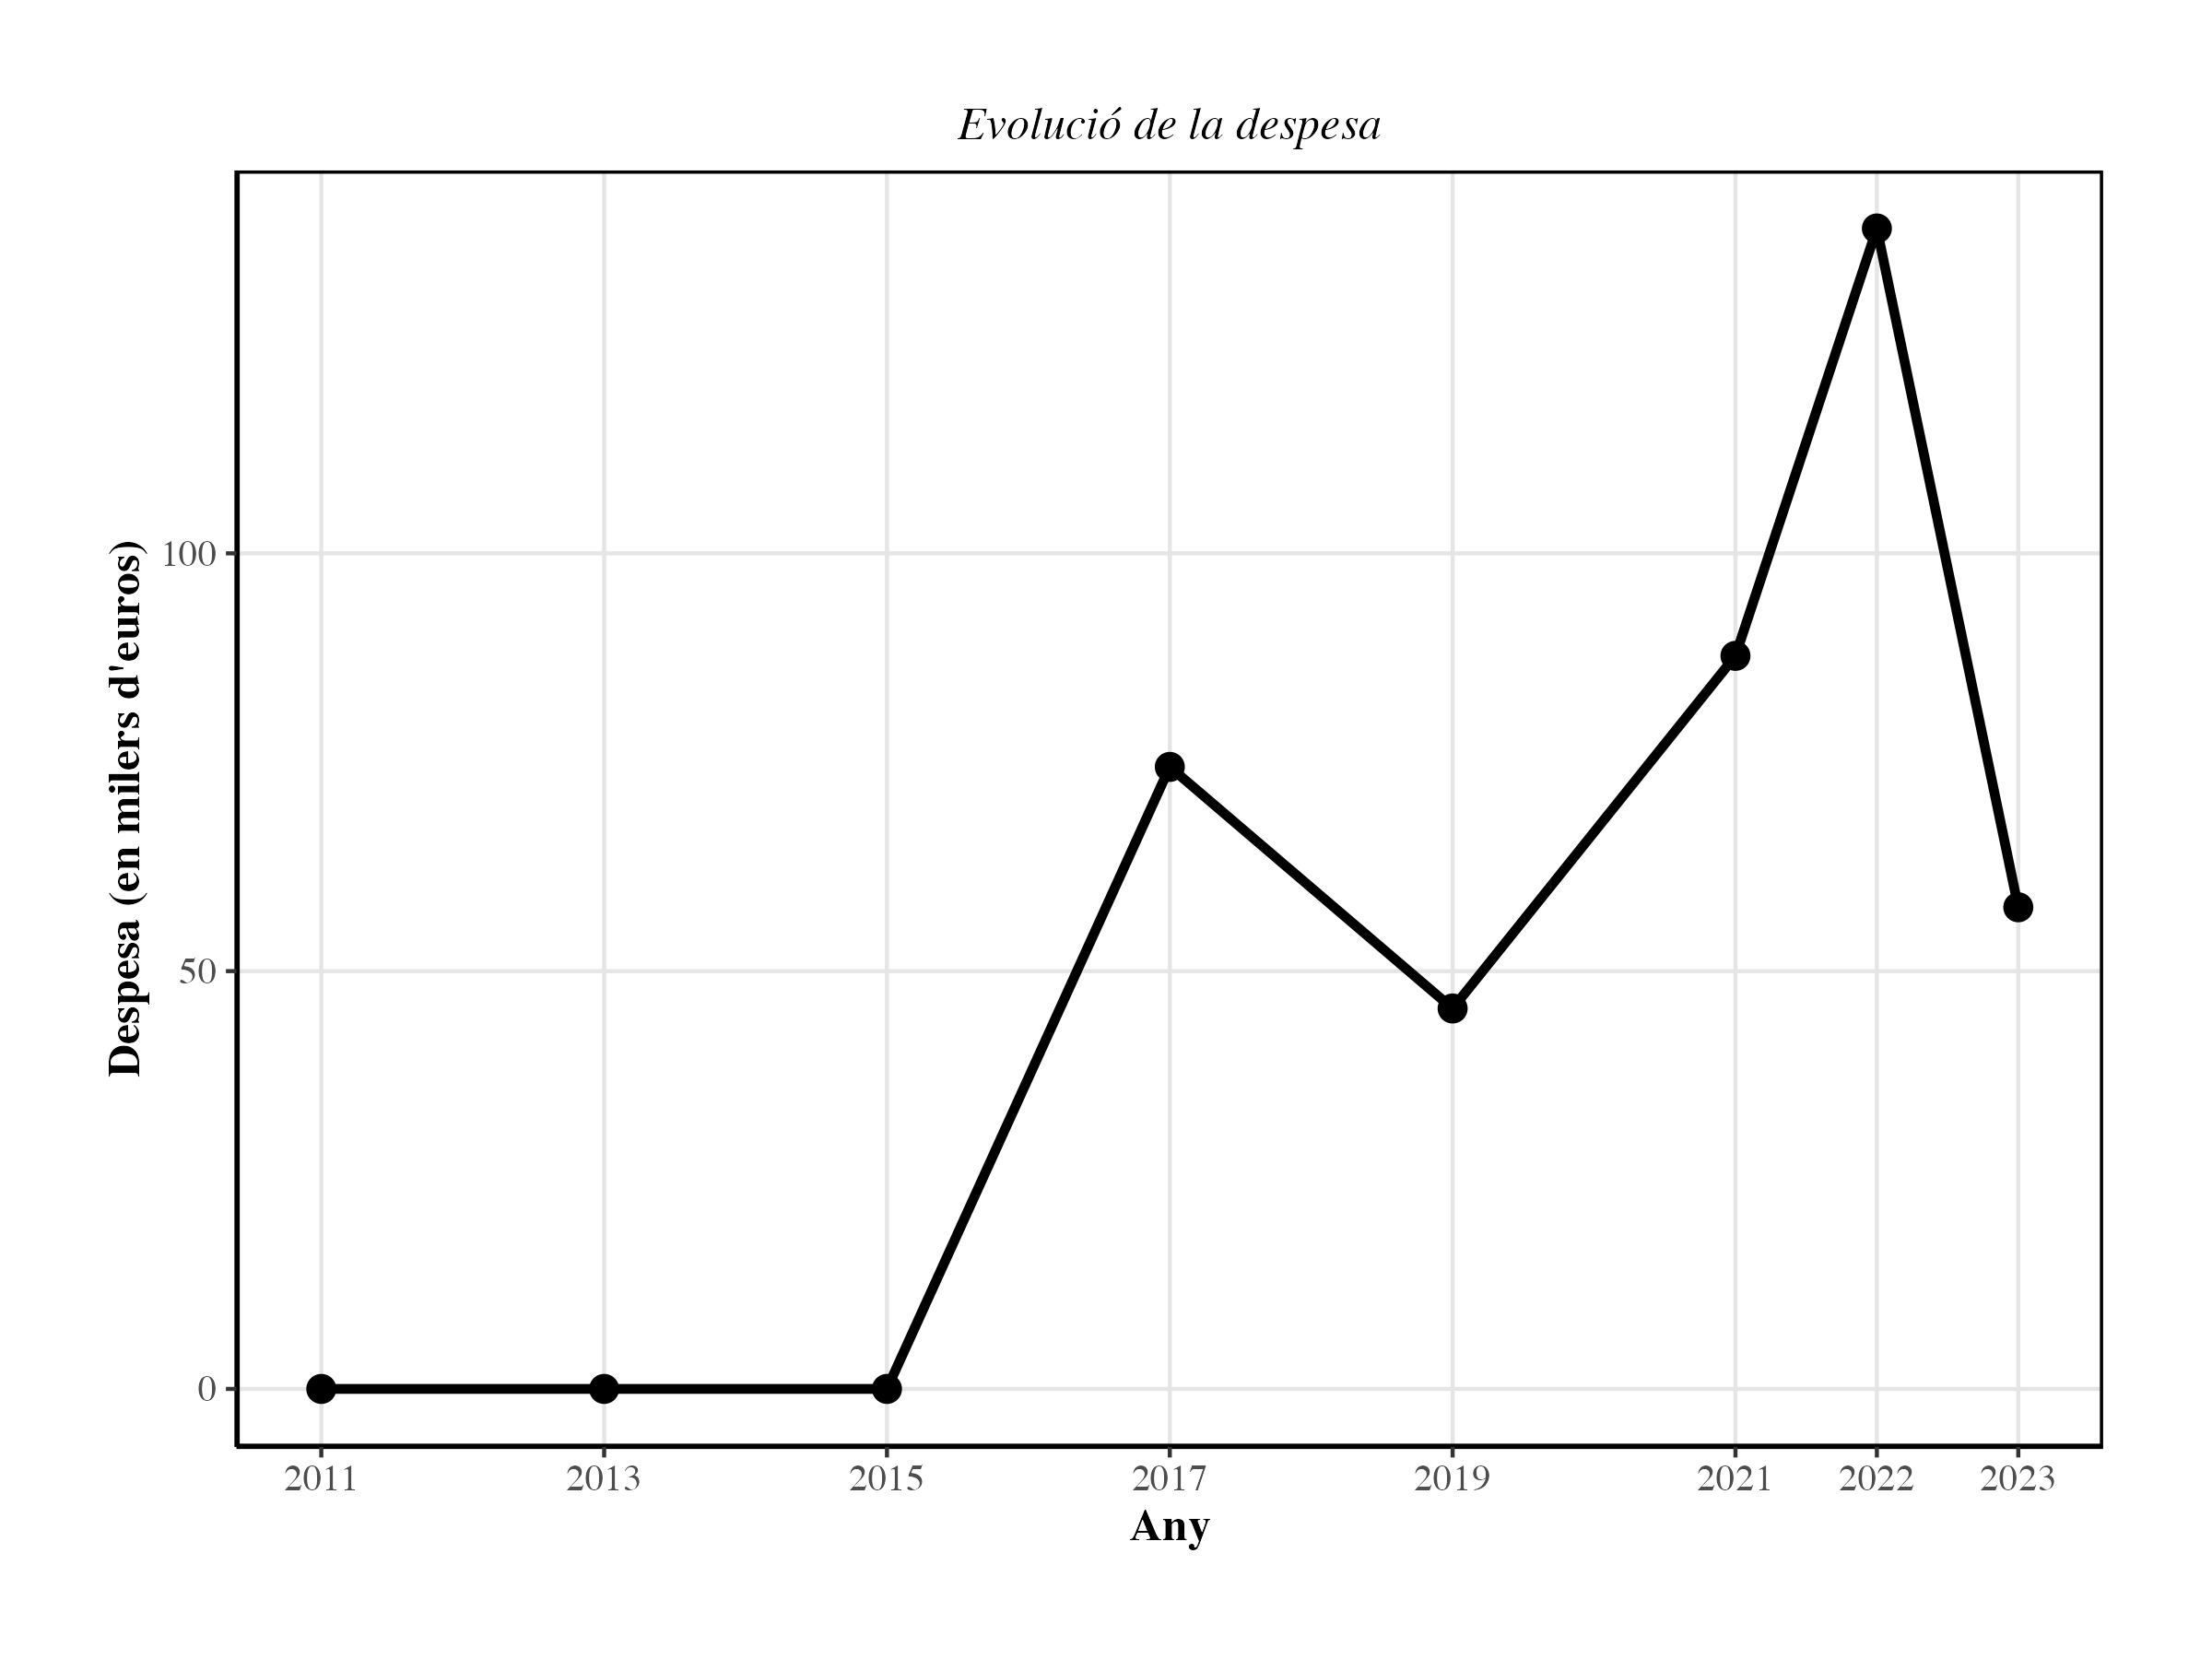 Evolució de la despesa
Despesa (en milers d'euros)
100
50
0
2011 2013 2015 2017 2019 2021 2022 2023
Any